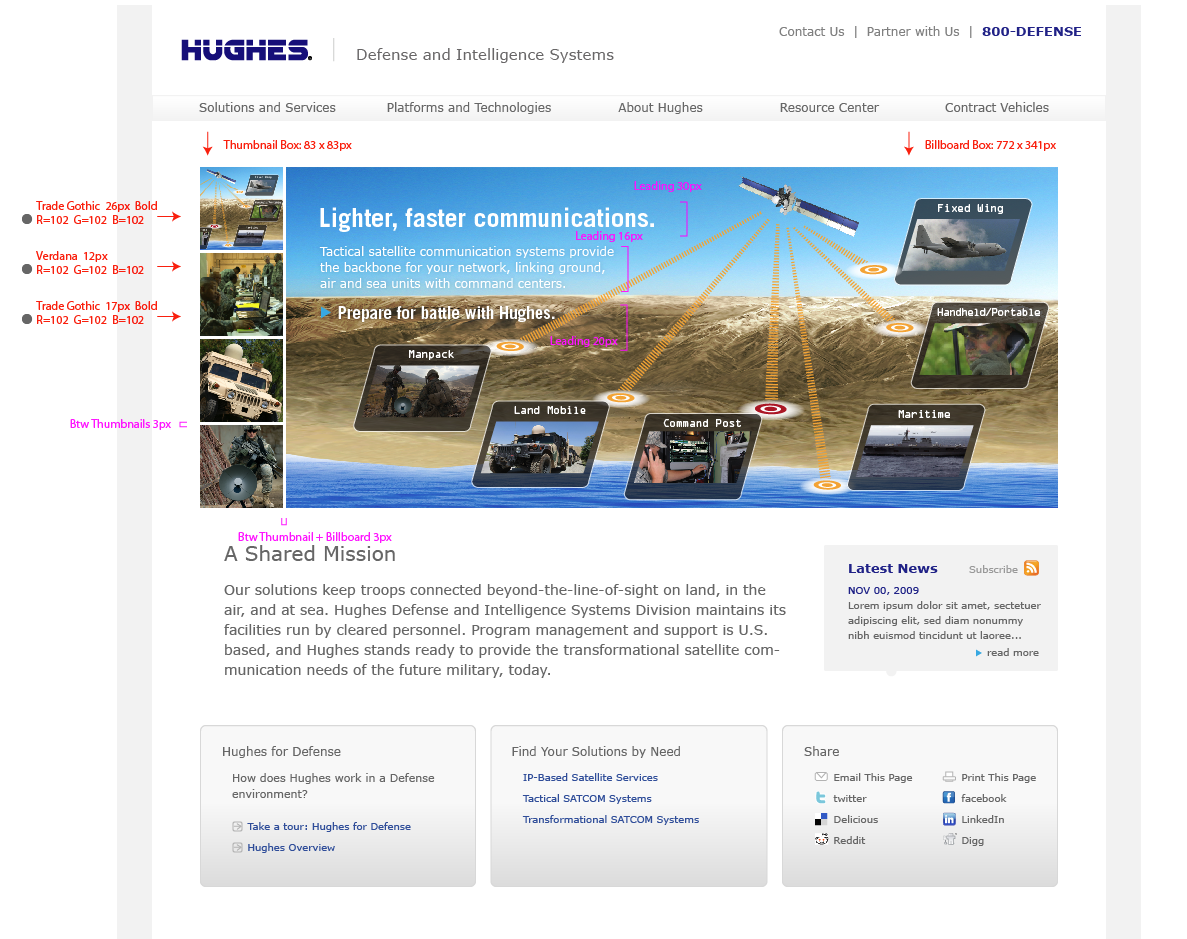 Contact Us | Partner with Us | 800-DEFENSE
HUGHES.
Defense and Intelligence Systems
Solutions and Services
Platforms and Technologies
About Hughes
Resource Center
Contract Vehicles
Thumbnail Box: 83 x 83px
Billboard Box: 772 x 341px
Trade Gothic 26px Bold
R=102 G=102 B=102
Verdana 12px
R=102 G=102 B=102
Trade Gothic 17px Bold
R=102 G=102 B=102
Btw Thumbnails 3px
Leading 30px
Lighter, faster communications.
Leading 16px
Tactical satellite communication systems provide
the backbone for your network, linking ground,
air and sea units with command centers.
Prepare for battle with Hughes.
Fixed Wing
Handheld/Portable
Manpack
Land Mobile
Command Post
Maritime
Btw Thumbnail + Billboard 3px
A Shared Mission
Our solutions keep troops connected beyond-the-line-of-sight on land, in the
air, and at sea. Hughes Defense and Intelligence Systems Division maintains its
facilities run by cleared personnel. Program management and support is U.S.
based, and Hughes stands ready to provide the transformational satellite com-
munication needs of the future military, today.
Latest News
Subscribe
NOV 00, 2009
Lorem ipsum dolor sit amet, sectetuer
adipiscing elit, sed diam nonummy
nibh euismod tincidunt ut laoree...
read more
Hughes for Defense
How does Hughes work in a Defense
environment?
Take a tour: Hughes for Defense
Hughes Overview
Find Your Solutions by Need
IP-Based Satellite Services
Tactical SATCOM Systems
Transformational SATCOM Systems
Share
Email This Page
Print This Page
twitter
facebook
Delicious
LinkedIn
Reddit
Digg